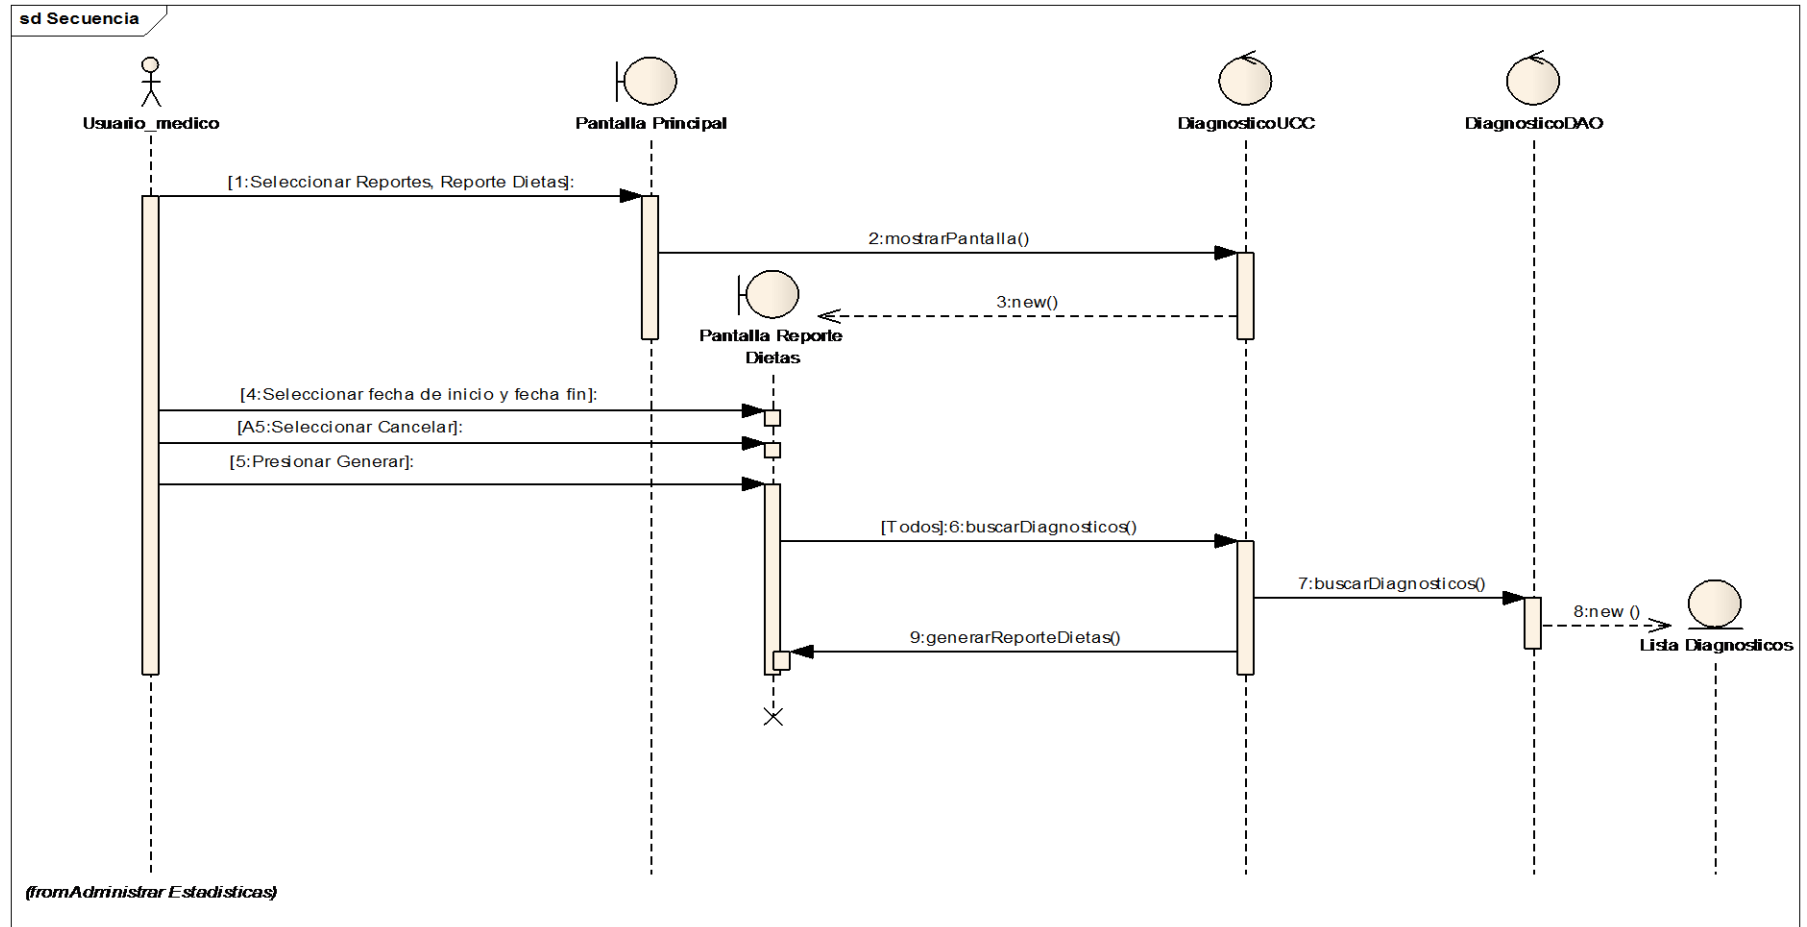 sd Secuencia
Usuario_medico
Pantalla Principal
DiagnosticoUCC
DiagnosticoDAO
[1:Seleccionar Reportes, Reporte Dietas]:
2:mostrarPantalla()
3:new()
Pantalla Reporte
Dietas
[4:Seleccionar fecha de inicio y fecha fin]:
[A5:Seleccionar Cancelar]:
[5:Presionar Generar]:
[Todos]:6:buscarDiagnosticos()
7:buscarDiagnosticos()
8:new ()
9:generarReporteDietas()
Lista Diagnosticos
(fromAdministrar Estadisticas)